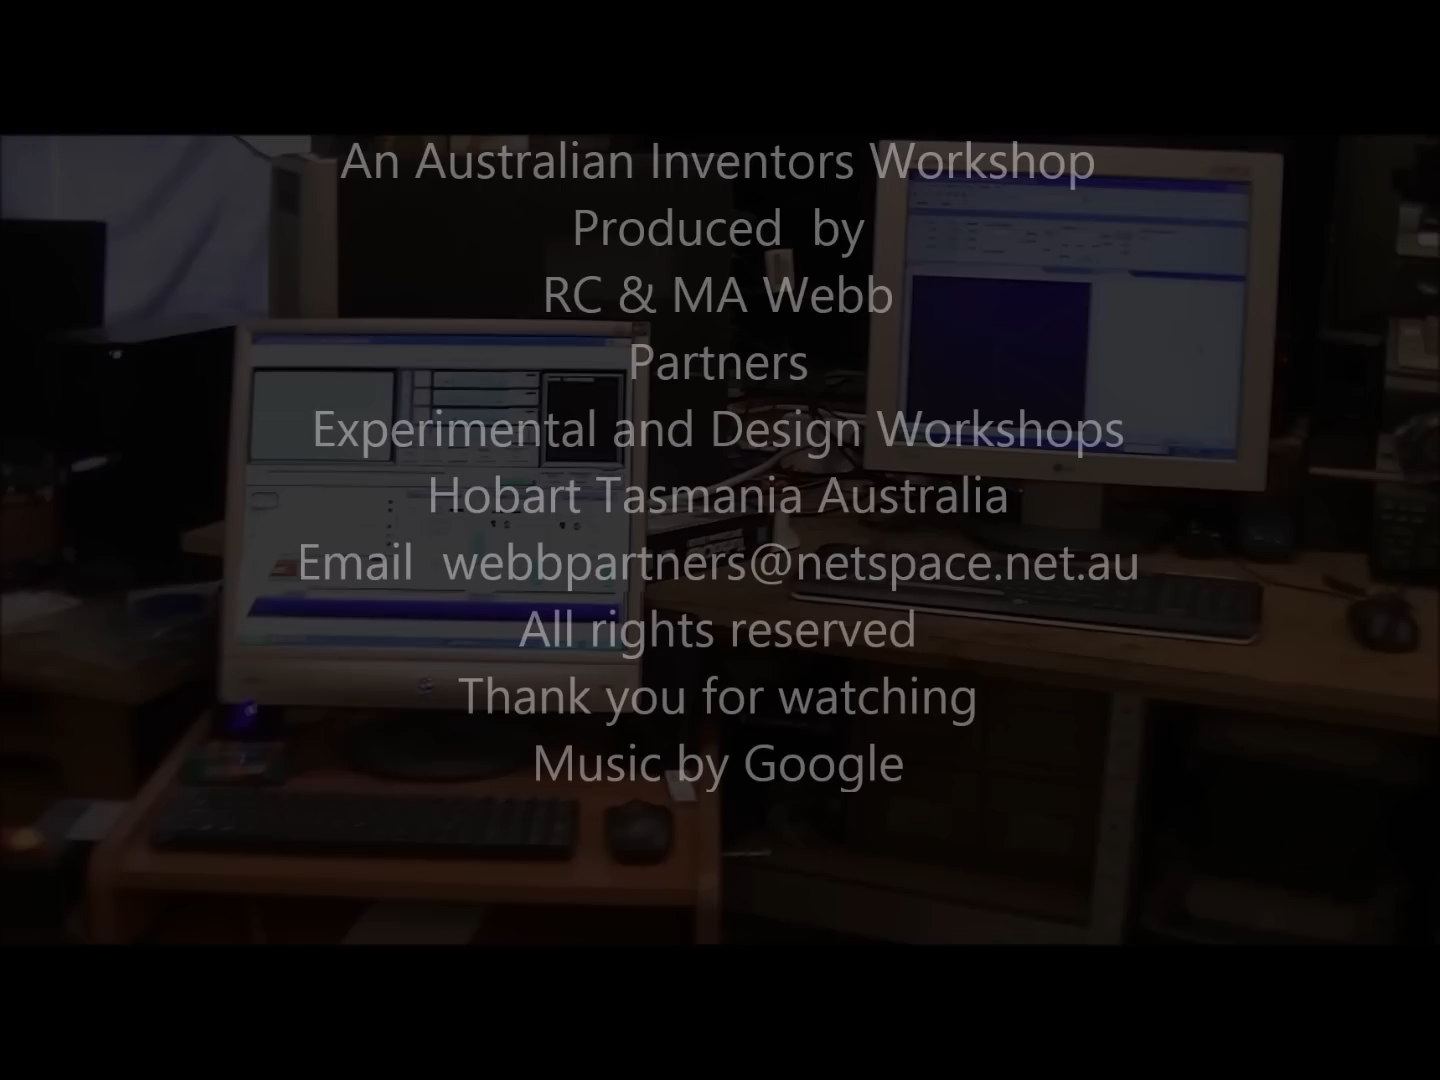 An Australian Inventors Workshop
Produced  by
RC & MA Webb
Partners
Experimental and Design Workshops
Hobart Tasmania Australia
Email  webbpartners@netspace.net.au
All rights reserved
Thank you for watching
Music by Google